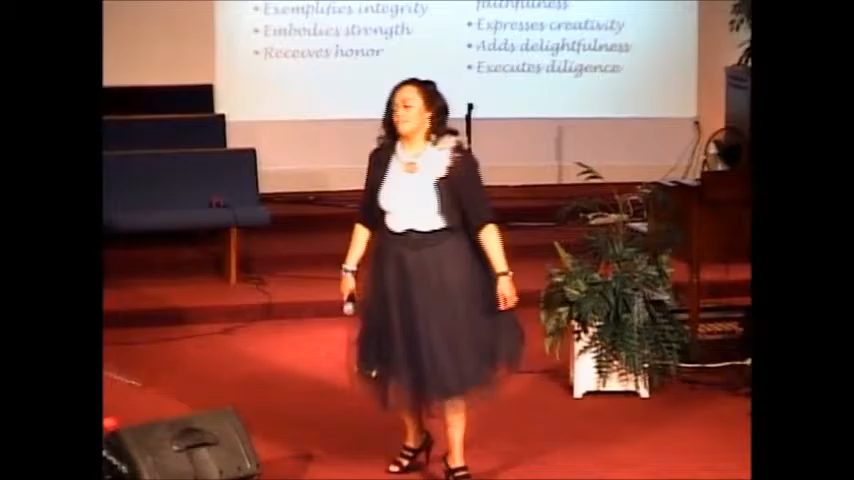 • Exemplifies integrity
• Embodies strength
• Receives honor
faithfulness
• Expresses creativity
• Adds delightfulness
• Executes diligence